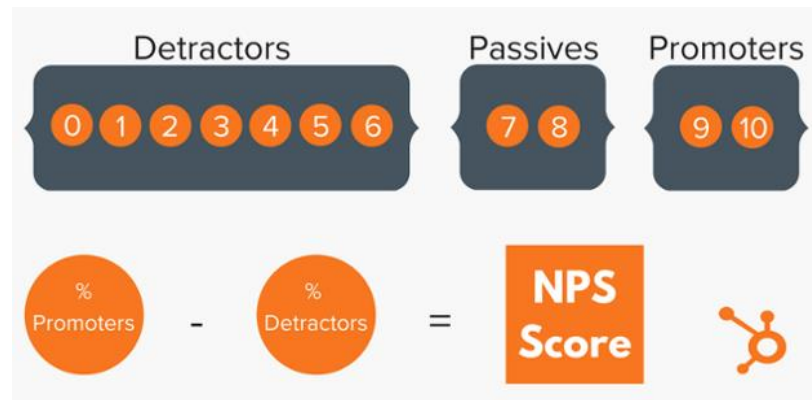 Detractors Passives Promoters
0 1 2 3 4 5 6 7 8 9 10
%
Promoters
-
%
Detractors
=
NPS
Score